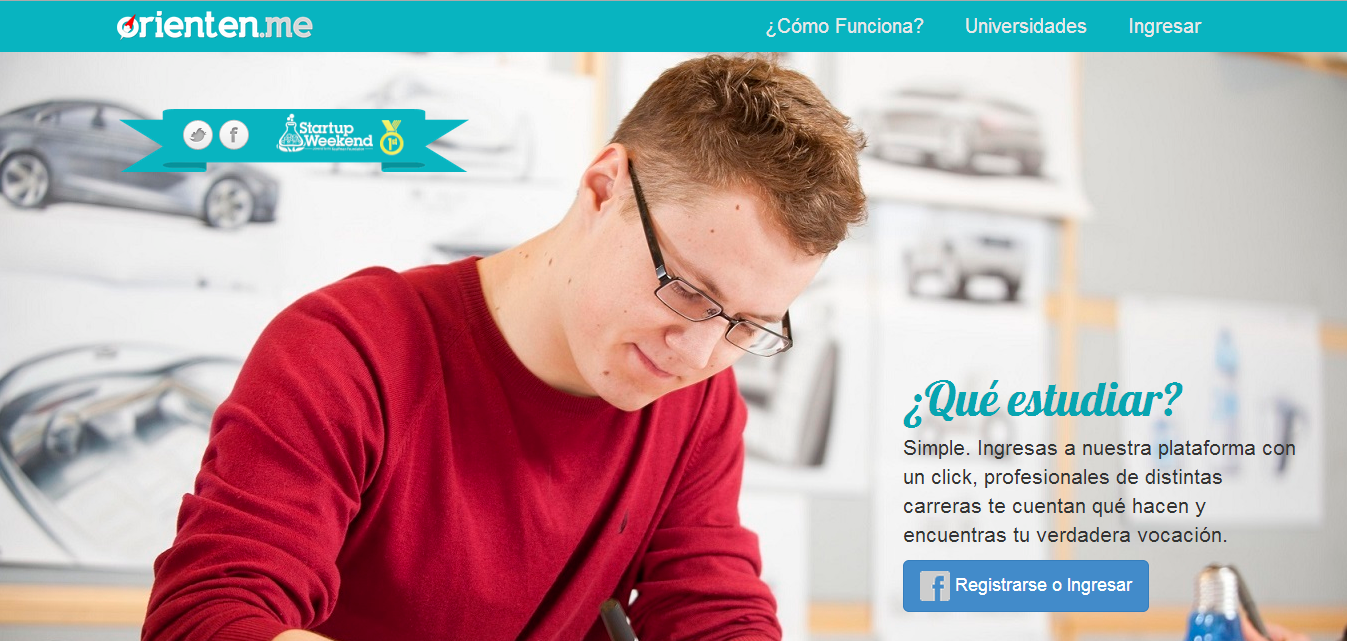 orienten.me
¿Cómo Funciona?
Universidades
Ingresar
Startup
Weekend
1st
¿Qué estudiar?
Simple. Ingresas a nuestra plataforma con
un click, profesionales de distintas
carreras te cuentan qué hacen y
encuentras tu verdadera vocación.
Registrarse o Ingresar